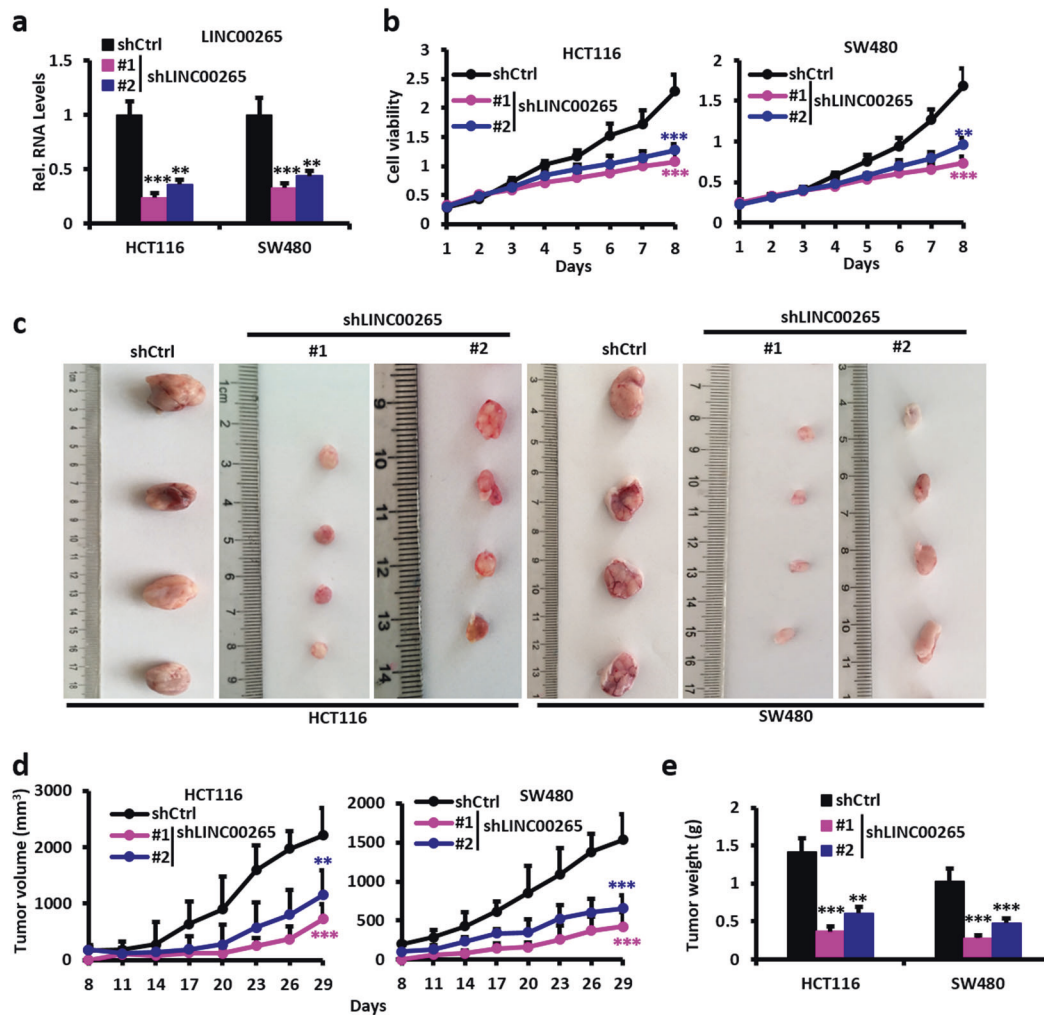 a
LINC00265
shCtrl
#1
#2
shLINC00265
Rel. RNA Levels
1.5
1
0.5
0
***
**
***
**
HCT116
SW480
b
HCT116
shCtrl
#1
#2
shLINC00265
Cell viability
3
2.5
2
1.5
1
0.5
0
***
***
1 2 3 4 5 6 7 8
Days
SW480
shCtrl
#1
#2
shLINC00265
2
1.5
1
0.5
0
**
***
1 2 3 4 5 6 7 8
Days
c
shLINC00265
shLINC00265
shCtrl
#1
#2
shCtrl
#1
#2
HCT116
SW480
d
HCT116
shCtrl
#1
#2
shLINC00265
Tumor volume (mm³)
3000
2000
1000
0
**
***
8 11 14 17 20 23 26 29
SW480
shCtrl
#1
#2
shLINC00265
2000
1500
1000
500
0
***
***
8 11 14 17 20 23 26 29
Days
e
shCtrl
#1
#2
shLINC00265
Tumor weight (g)
2
1.5
1
0.5
0
***
**
***
***
HCT116
SW480